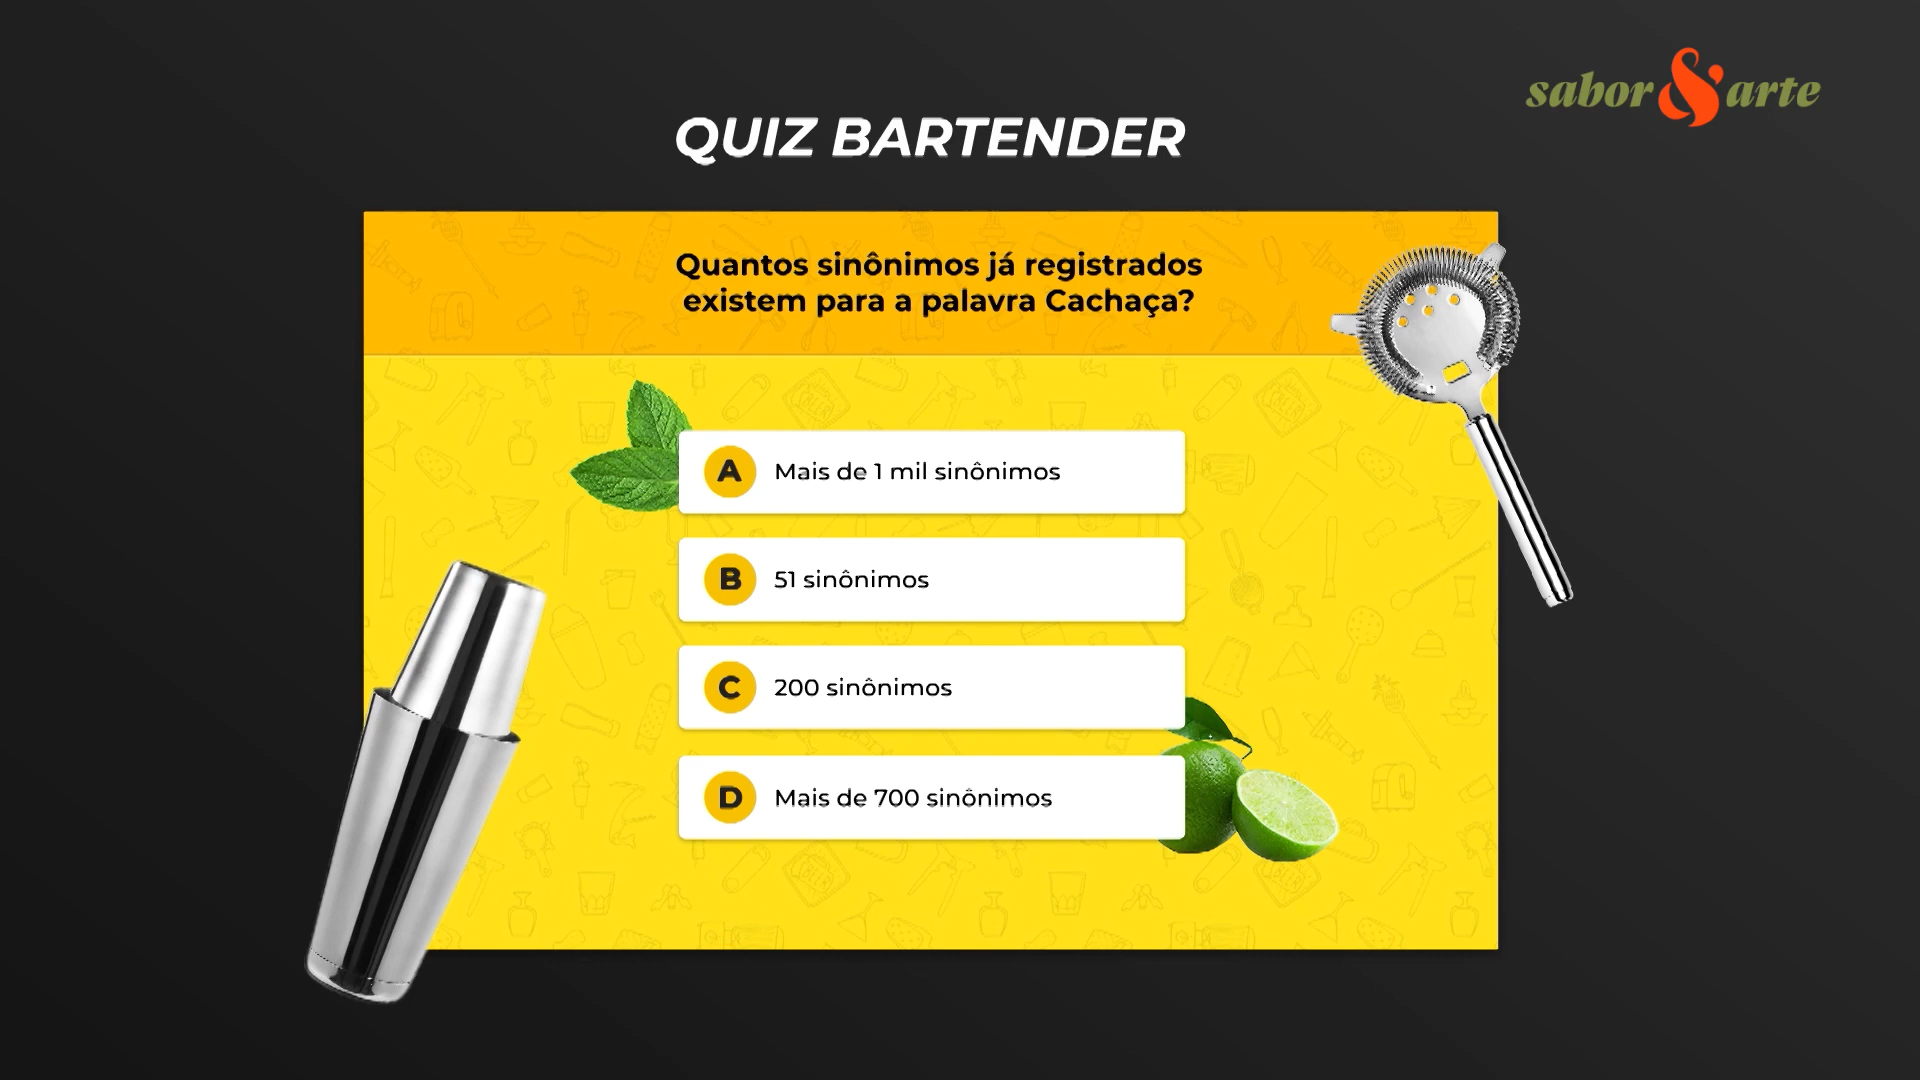 sabor&arte
QUIZ BARTENDER
Quantos sinônimos já registrados
existem para a palavra Cachaça?
A Mais de 1 mil sinônimos
B 51 sinônimos
C 200 sinônimos
D Mais de 700 sinônimos